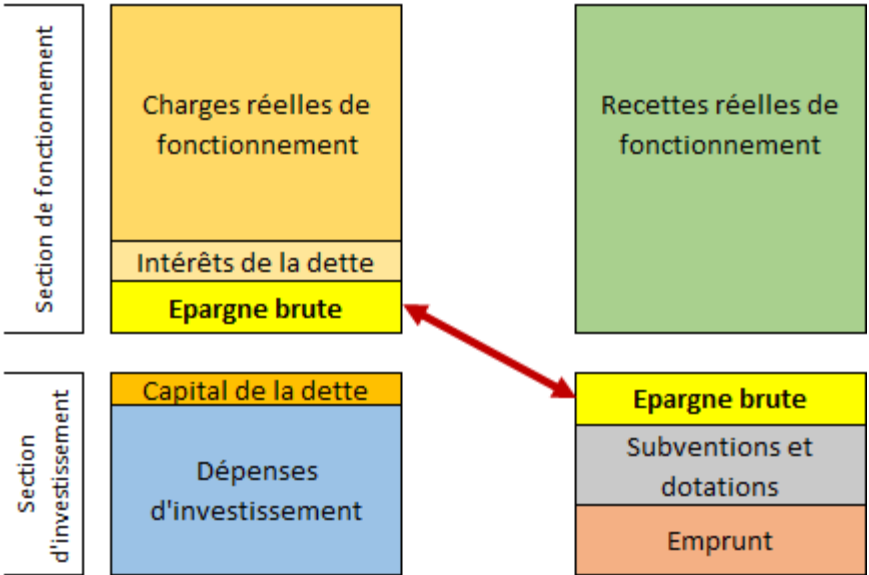 Section de fonctionnement
Charges réelles de
fonctionnement
Intérêts de la dette
Epargne brute
Recettes réelles de
fonctionnement
Section
d'investissement
Capital de la dette
Dépenses
d'investissement
Epargne brute
Subventions et
dotations
Emprunt